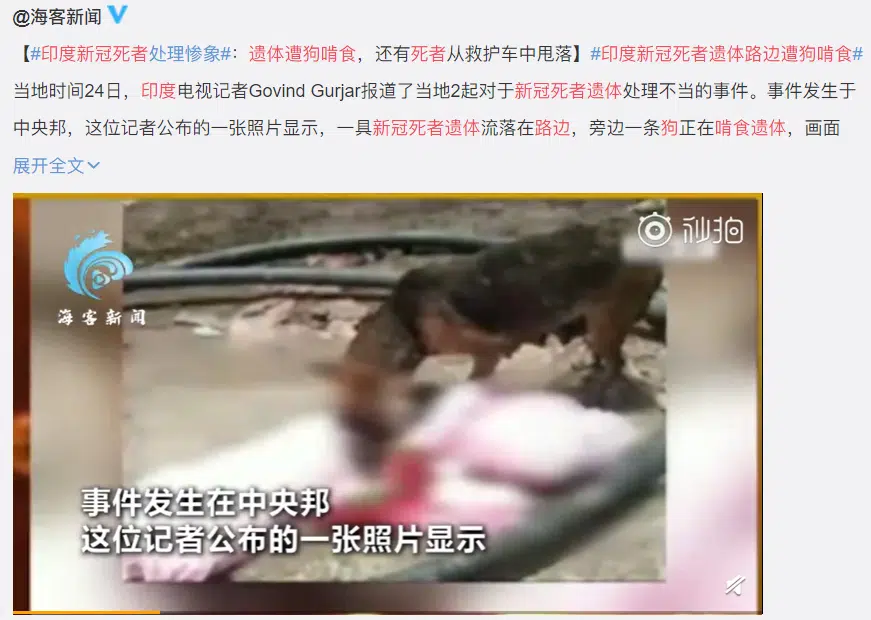 @海客新闻
【#印度新冠死者处理惨象#：遗体遭狗啃食，还有死者从救护车中甩落】#印度新冠死者遗体路边遭狗啃食#
当地时间24日，印度电视记者Govind Gurjar报道了当地2起对于新冠死者遗体处理不当的事件。事件发生于
中央邦，这位记者公布的一张照片显示，一具新冠死者遗体流落在路边，旁边一条狗正在啃食遗体，画面
展开全文
秒拍
海客新闻
事件发生在中央邦
这位记者公布的一张照片显示